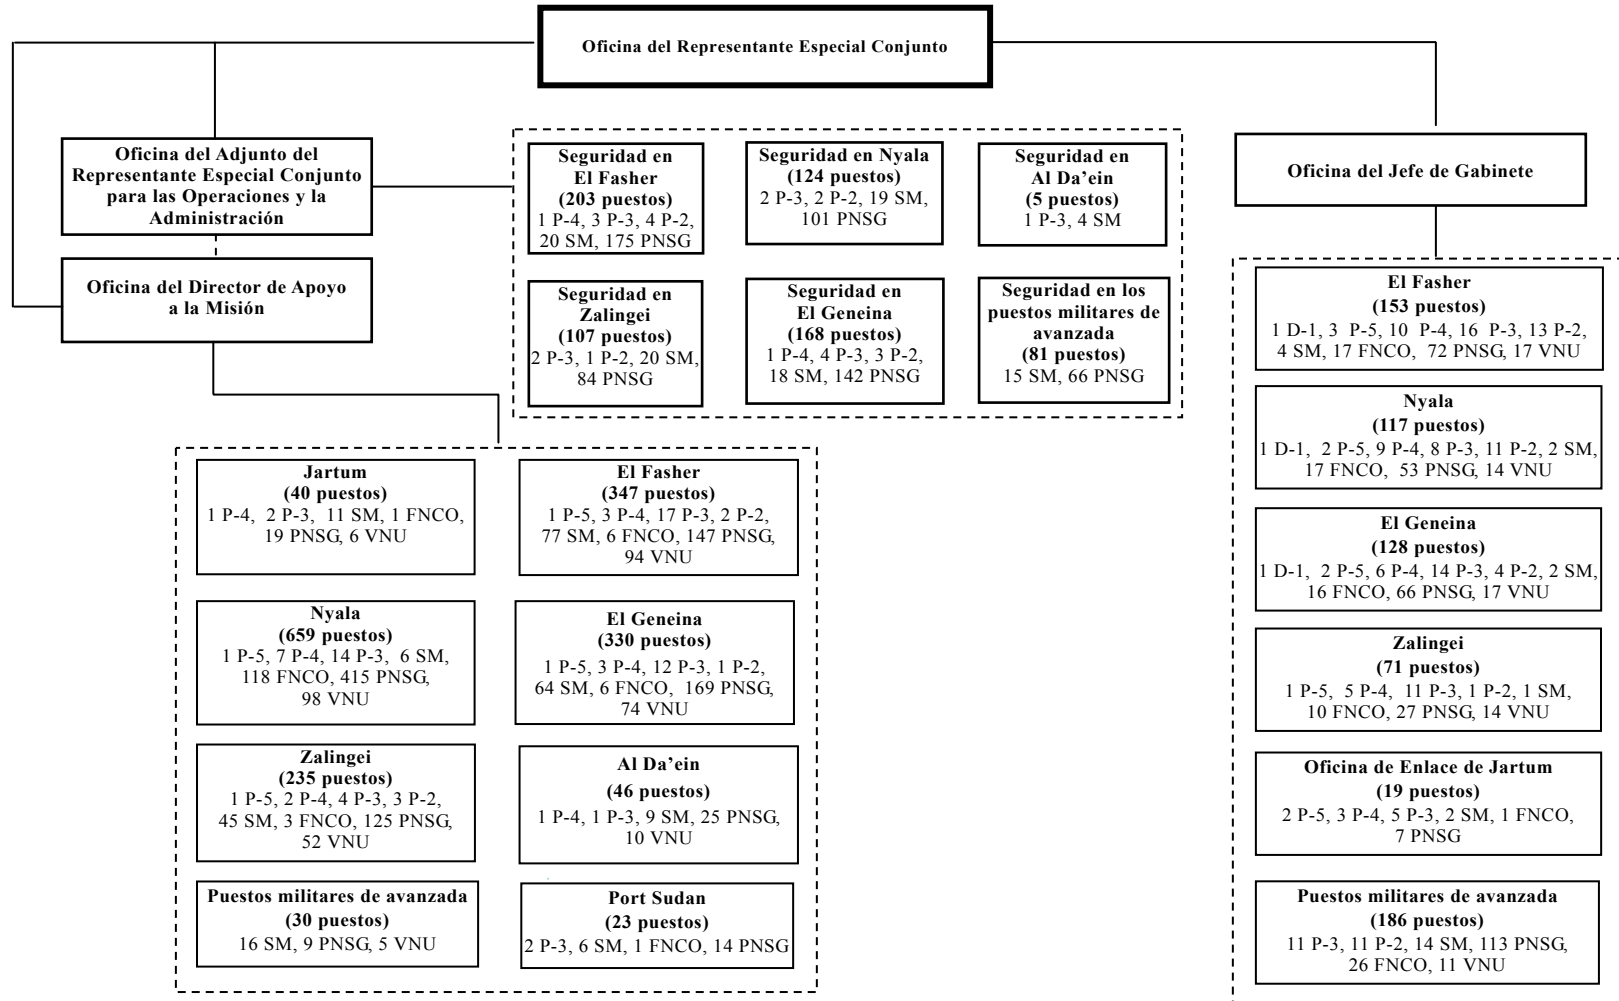 Oficina del Representante Especial Conjunto
Oficina del Adjunto del
Representante Especial Conjunto
para las Operaciones y la
Administración
Oficina del Director de Apoyo
a la Misión
Seguridad en
El Fasher
(203 puestos)
1 P-4, 3 P-3, 4 P-2,
20 SM, 175 PNSG
Seguridad en Nyala
(124 puestos)
2 P-3, 2 P-2, 19 SM,
101 PNSG
Seguridad en
Al Da’ein
(5 puestos)
1 P-3, 4 SM
Seguridad en
Zalingei
(107 puestos)
2 P-3, 1 P-2, 20 SM,
84 PNSG
Seguridad en
El Geneina
(168 puestos)
1 P-4, 4 P-3, 3 P-2,
18 SM, 142 PNSG
Seguridad en los
puestos militares de
avanzada
(81 puestos)
15 SM, 66 PNSG
Jartum
(40 puestos)
1 P-4, 2 P-3, 11 SM, 1 FNCO,
19 PNSG, 6 VNU
El Fasher
(347 puestos)
1 P-5, 3 P-4, 17 P-3, 2 P-2,
77 SM, 6 FNCO, 147 PNSG,
94 VNU
Nyala
(659 puestos)
1 P-5, 7 P-4, 14 P-3, 6 SM,
118 FNCO, 415 PNSG,
98 VNU
El Geneina
(330 puestos)
1 P-5, 3 P-4, 12 P-3, 1 P-2,
64 SM, 6 FNCO, 169 PNSG,
74 VNU
Zalingei
(235 puestos)
1 P-5, 2 P-4, 4 P-3, 3 P-2,
45 SM, 3 FNCO, 125 PNSG,
52 VNU
Al Da’ein
(46 puestos)
1 P-4, 1 P-3, 9 SM, 25 PNSG,
10 VNU
Puestos militares de avanzada
(30 puestos)
16 SM, 9 PNSG, 5 VNU
Port Sudan
(23 puestos)
2 P-3, 6 SM, 1 FNCO, 14 PNSG
Oficina del Jefe de Gabinete
El Fasher
(153 puestos)
1 D-1, 3 P-5, 10 P-4, 16 P-3, 13 P-2,
4 SM, 17 FNCO, 72 PNSG, 17 VNU
Nyala
(117 puestos)
1 D-1, 2 P-5, 9 P-4, 8 P-3, 11 P-2, 2 SM,
17 FNCO, 53 PNSG, 14 VNU
El Geneina
(128 puestos)
1 D-1, 2 P-5, 6 P-4, 14 P-3, 4 P-2, 2 SM,
16 FNCO, 66 PNSG, 17 VNU
Zalingei
(71 puestos)
1 P-5, 5 P-4, 11 P-3, 1 P-2, 1 SM,
10 FNCO, 27 PNSG, 14 VNU
Oficina de Enlace de Jartum
(19 puestos)
2 P-5, 3 P-4, 5 P-3, 2 SM, 1 FNCO,
7 PNSG
Puestos militares de avanzada
(186 puestos)
11 P-3, 11 P-2, 14 SM, 113 PNSG,
26 FNCO, 11 VNU